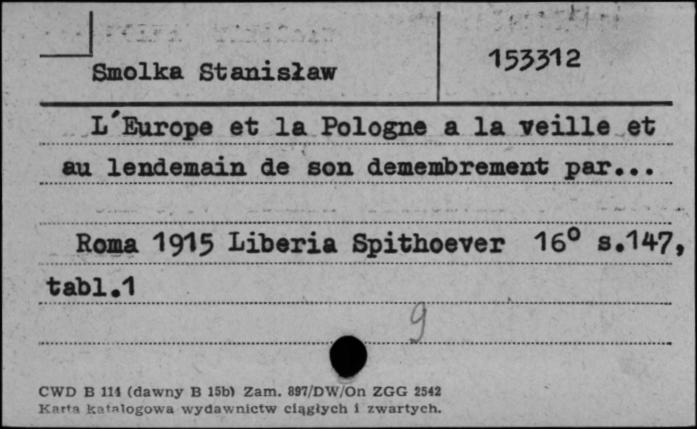 Smolka Stanisław
153312
L'Europe et la Pologne a la veille et
au lendemain de son demembrement par...
Roma 1915 Liberia Spithoever 16° s.147,
tabl.1
9
CWD B 114 (dawny B 15b) Zam. 897/DW/On ZGG 2542
Karta katalogowa wydawnictw ciągłych i zwartych.